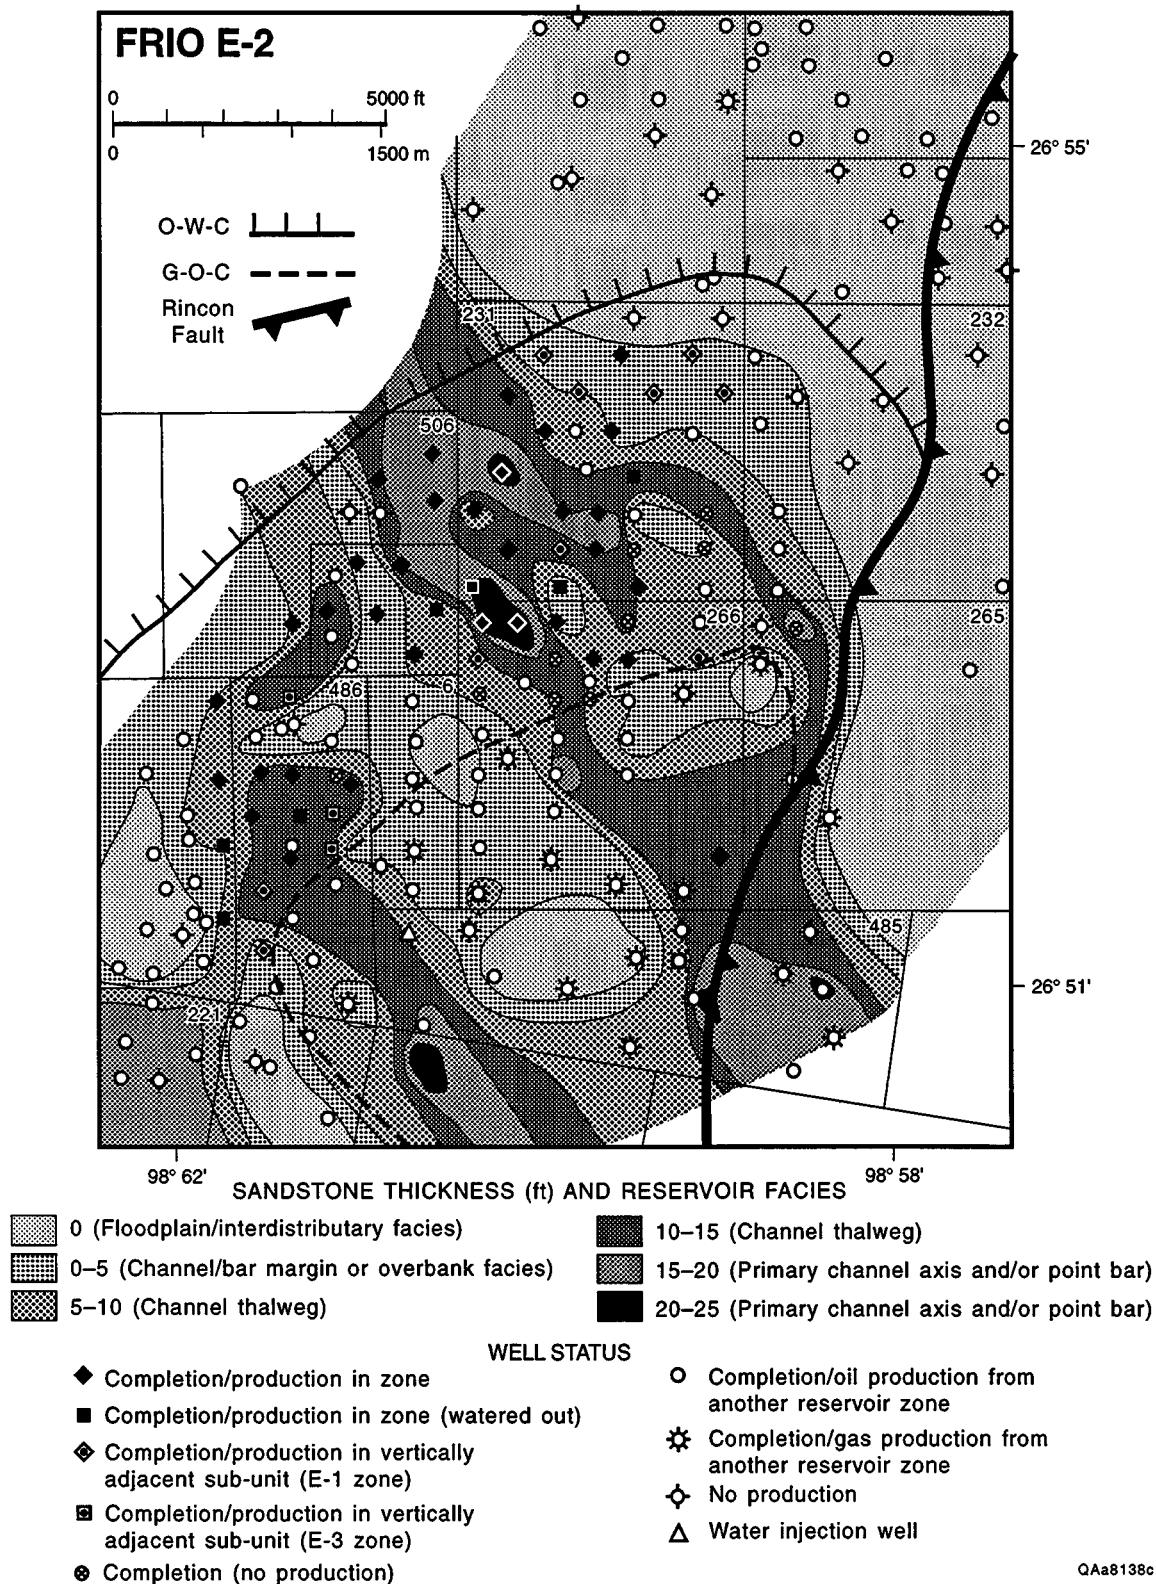 FRIO E-2
0 5000 ft
0 1500 m
O-W-C
G-O-C
Rincon
Fault
26° 55'
231
232
506
266
265
486
6
485
26° 51'
221
98° 62'
98° 58'
SANDSTONE THICKNESS (ft) AND RESERVOIR FACIES
0 (Floodplain/interdistributary facies)
0–5 (Channel/bar margin or overbank facies)
5–10 (Channel thalweg)
10–15 (Channel thalweg)
15–20 (Primary channel axis and/or point bar)
20–25 (Primary channel axis and/or point bar)
WELL STATUS
Completion/production in zone
Completion/production in zone (watered out)
Completion/production in vertically
adjacent sub-unit (E-1 zone)
Completion/production in vertically
adjacent sub-unit (E-3 zone)
Completion (no production)
Completion/oil production from
another reservoir zone
Completion/gas production from
another reservoir zone
No production
Water injection well
QAa8138c